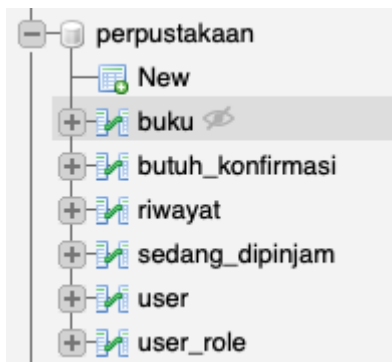 perpustakaan
New
buku
butuh_konfirmasi
riwayat
sedang_dipinjam
user
user_role